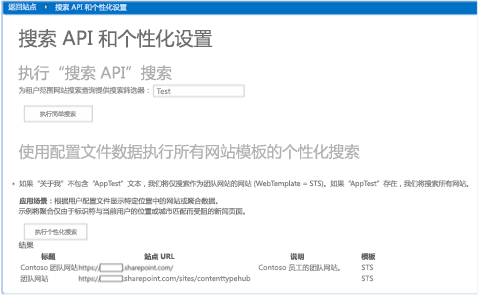 返回站点 搜索 API 和个性化设置
搜索 API 和个性化设置
执行“搜索 API”搜索
为租户范围网站搜索查询提供搜索筛选器： Test
执行简单搜索
使用配置文件数据执行所有网站模板的个性化搜索
• 如果“关于我”不包含“AppTest”文本，我们将仅搜索作为团队网站的网站 (WebTemplate = STS)。如果“AppTest”存在，我们将搜索所有网站。
应用场景：根据用户配置文件显示特定位置中的网站或聚合数据。
示例将聚合仅由于标识符与当前用户的位置或城市匹配而受阻的新闻页面。
执行个性化搜索
结果
标题 站点 URL 说明 模板
Contoso 团队网站 https:// .sharepoint.com/ Contoso 员工的团队网站。 STS
团队网站 https:// .sharepoint.com/sites/contenttypehub STS